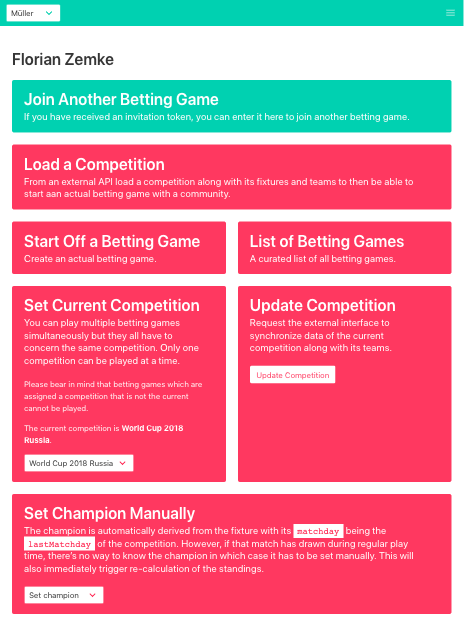 Müller
Florian Zemke
Join Another Betting Game
If you have received an invitation token, you can enter it here to join another betting game.
Load a Competition
From an external API load a competition along with its fixtures and teams to then be able to
start aan actual betting game with a community.
Start Off a Betting Game
Create an actual betting game.
List of Betting Games
A curated list of all betting games.
Set Current Competition
You can play multiple betting games
simultaneously but they all have to
concern the same competition. Only one
competition can be played at a time.
Please bear in mind that betting games which are
assigned a competition that is not the current
cannot be played.
The current competition is World Cup 2018
Russia.
World Cup 2018 Russia
Update Competition
Request the external interface to
synchronize data of the current
competition along with its teams.
Update Competition
Set Champion Manually
The champion is automatically derived from the fixture with its matchday being the
lastMatchday of the competition. However, if that match has drawn during regular play
time, there's no way to know the champion in which case it has to be set manually. This will
also immediately trigger re-calculation of the standings.
Set champion